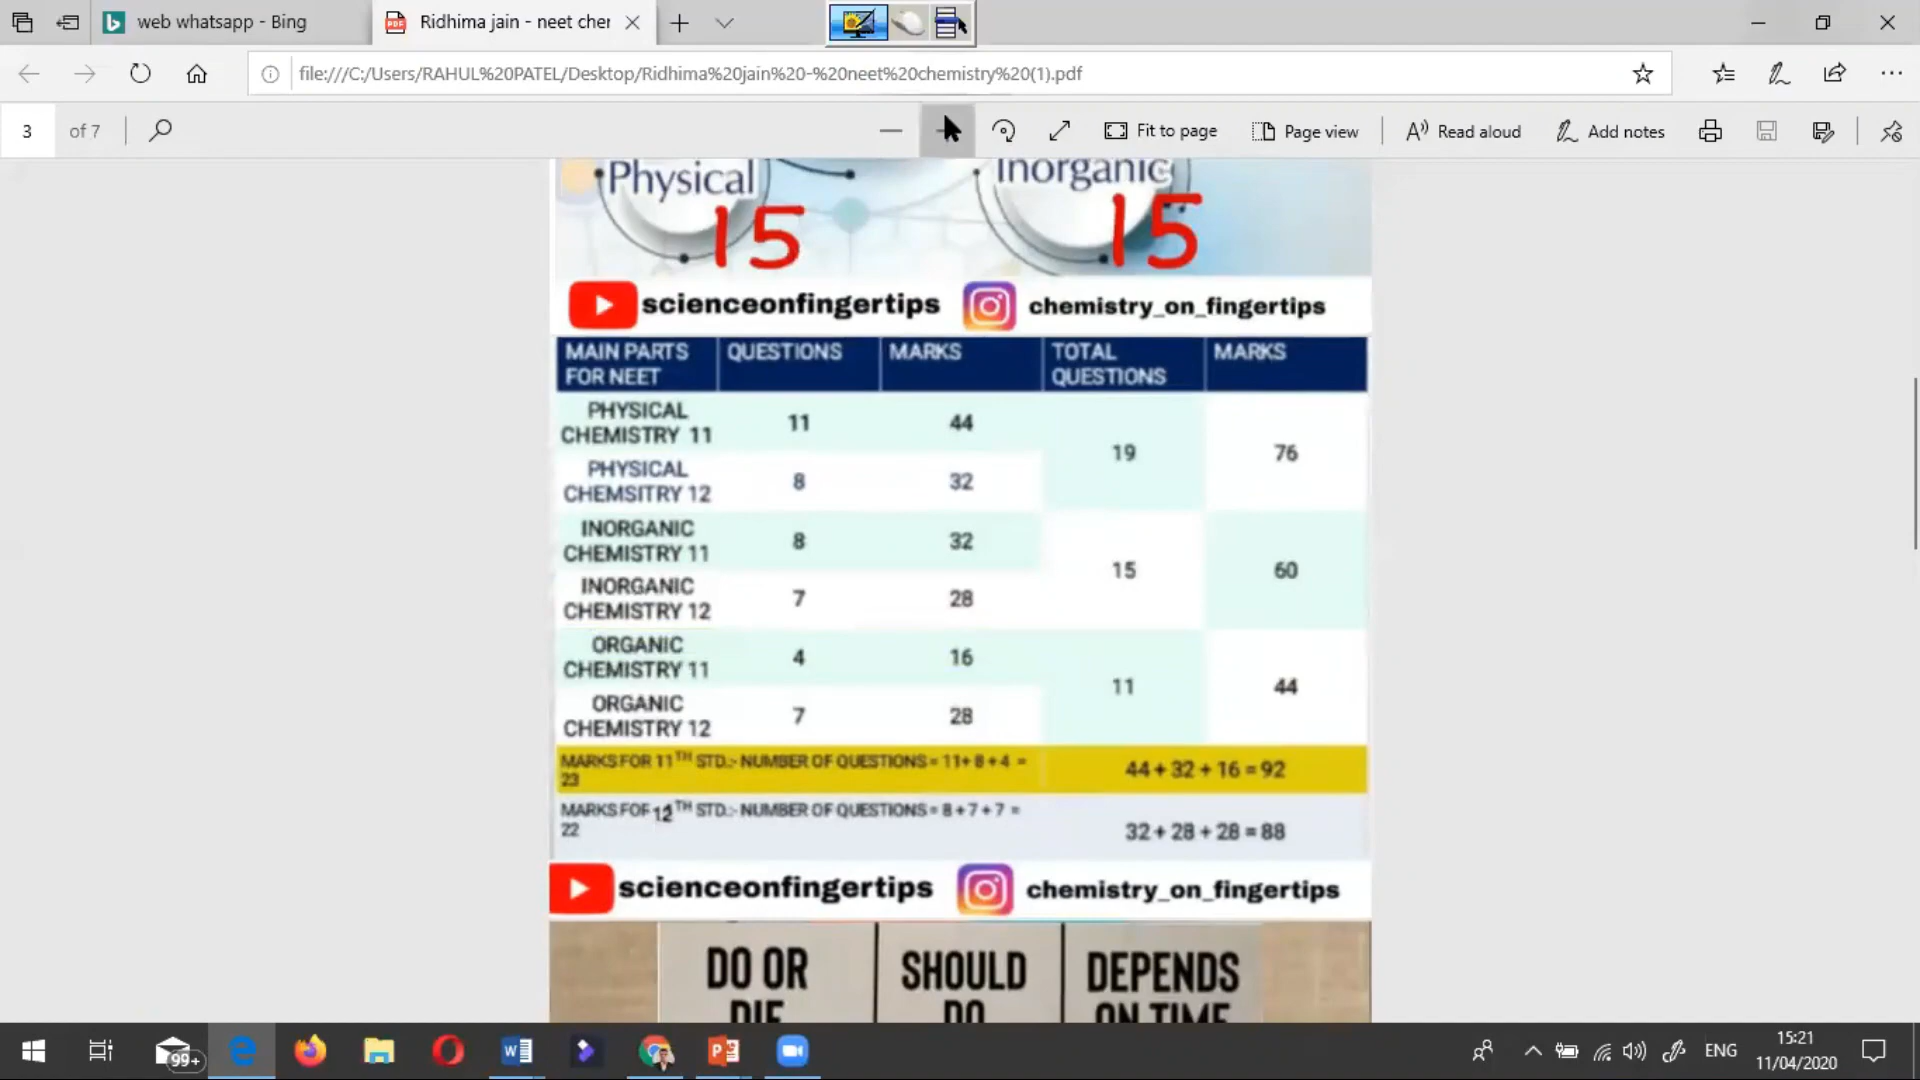 web whatsapp - Bing
Ridhima jain - neet cher
file:///C:/Users/RAHUL%20PATEL/Desktop/Ridhima%20jain%20-%20neet%20chemistry%20(1).pdf
3 of 7
Fit to page
Page view
Read aloud
Add notes
Physical
Inorganic
15
15
scienceonfingertips chemistry_on_fingertips
MAIN PARTS FOR NEET QUESTIONS MARKS TOTAL QUESTIONS MARKS
PHYSICAL CHEMISTRY 11 11 44
19 76
PHYSICAL CHEMSITRY 12 8 32
INORGANIC CHEMISTRY 11 8 32
15 60
INORGANIC CHEMISTRY 12 7 28
ORGANIC CHEMISTRY 11 4 16
11 44
ORGANIC CHEMISTRY 12 7 28
MARKS FOR 11TH STD.:- NUMBER OF QUESTIONS = 11+ 8 + 4 =
23
44 + 32 + 16 = 92
MARKS FOF 12TH STD.:- NUMBER OF QUESTIONS = 8 + 7 + 7 =
22
32 + 28 + 28 = 88
scienceonfingertips chemistry_on_fingertips
DO OR
DIE
SHOULD
DO
DEPENDS
ON TIME
99+
ENG
15:21
11/04/2020